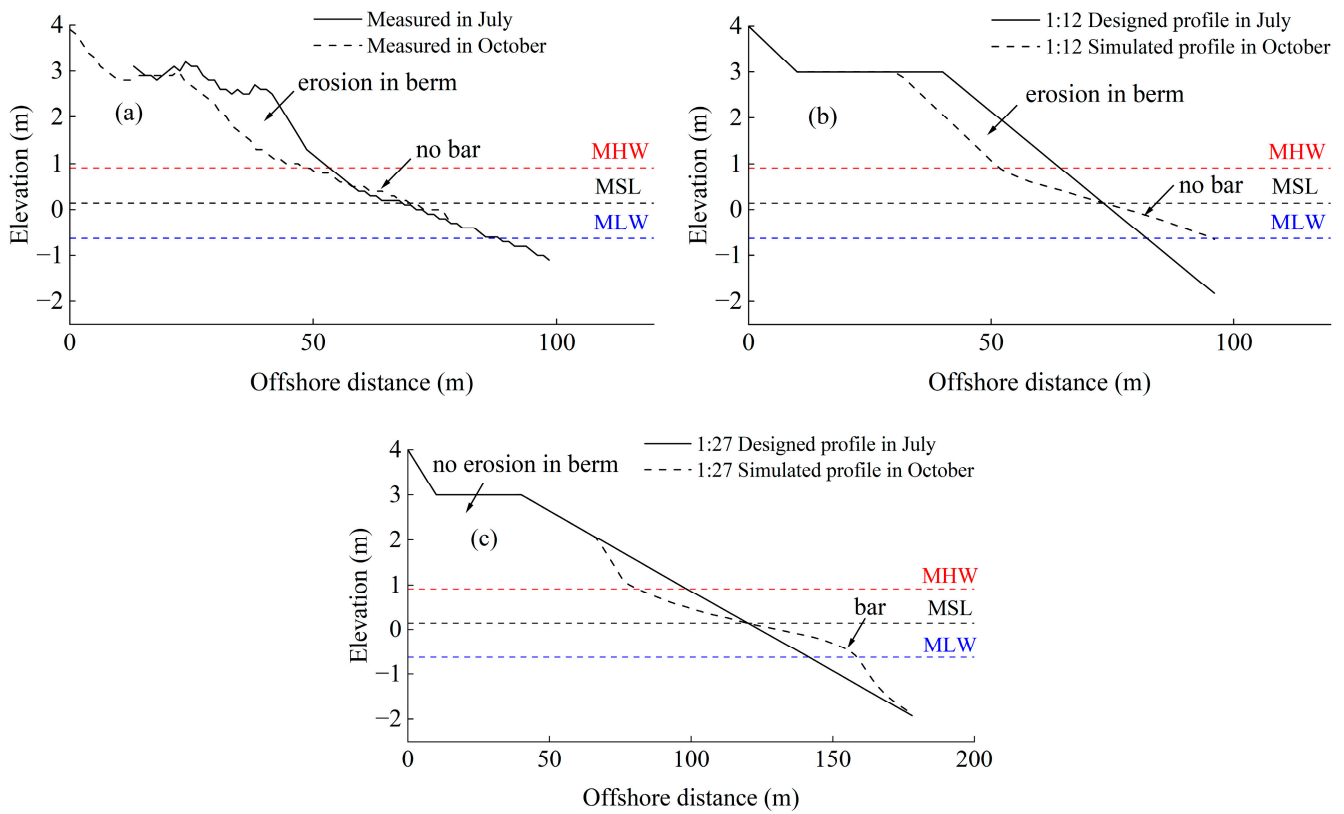 Measured in July
Measured in October
erosion in berm
(a)
no bar
MHW
MSL
MLW
Elevation (m)
4
3
2
1
0
−1
−2
0
50
100
Offshore distance (m)
1:12 Designed profile in July
1:12 Simulated profile in October
erosion in berm
(b)
no bar
MHW
MSL
MLW
Elevation (m)
4
3
2
1
0
−1
−2
0
50
100
Offshore distance (m)
1:27 Designed profile in July
1:27 Simulated profile in October
no erosion in berm
(c)
bar
MHW
MSL
MLW
Elevation (m)
4
3
2
1
0
−1
−2
0
50
100
150
200
Offshore distance (m)